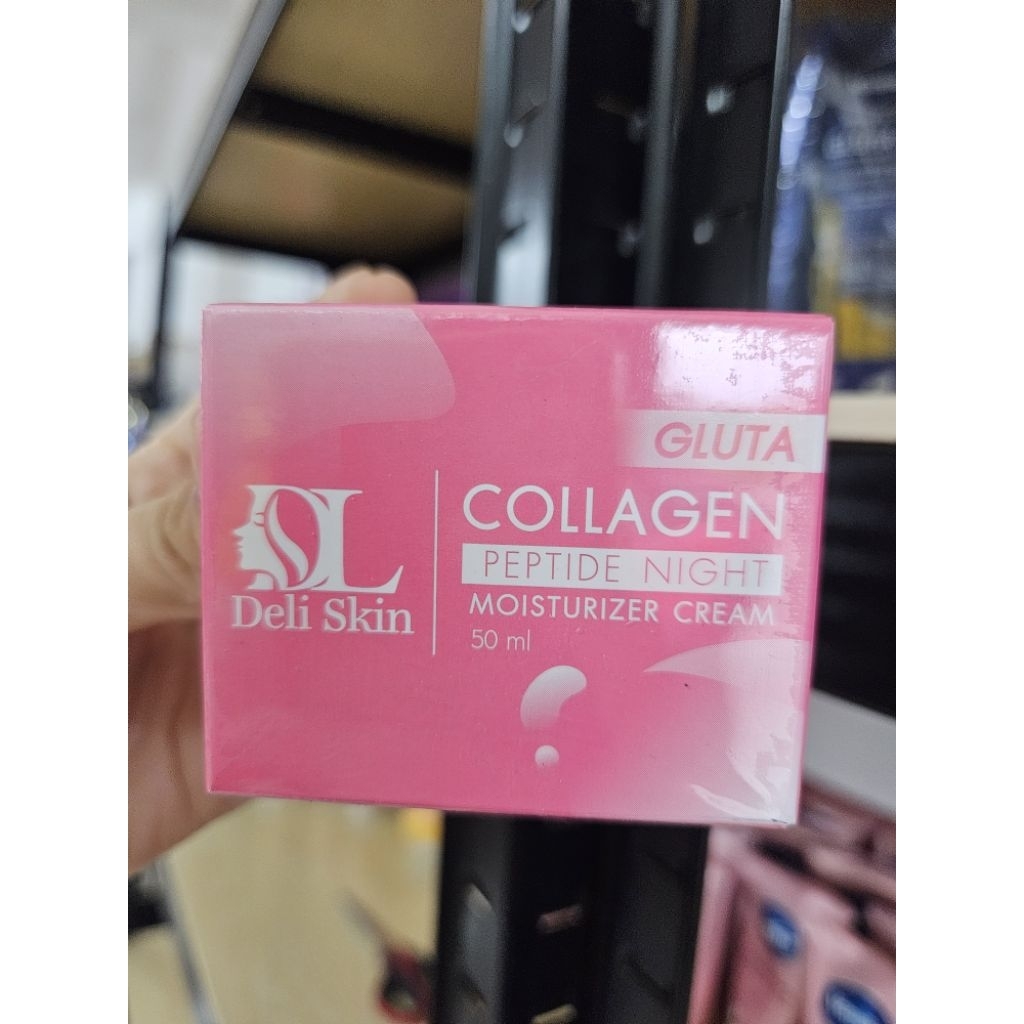 DL
Deli Skin
GLUTA
COLLAGEN
PEPTIDE NIGHT
MOISTURIZER CREAM
50 ml